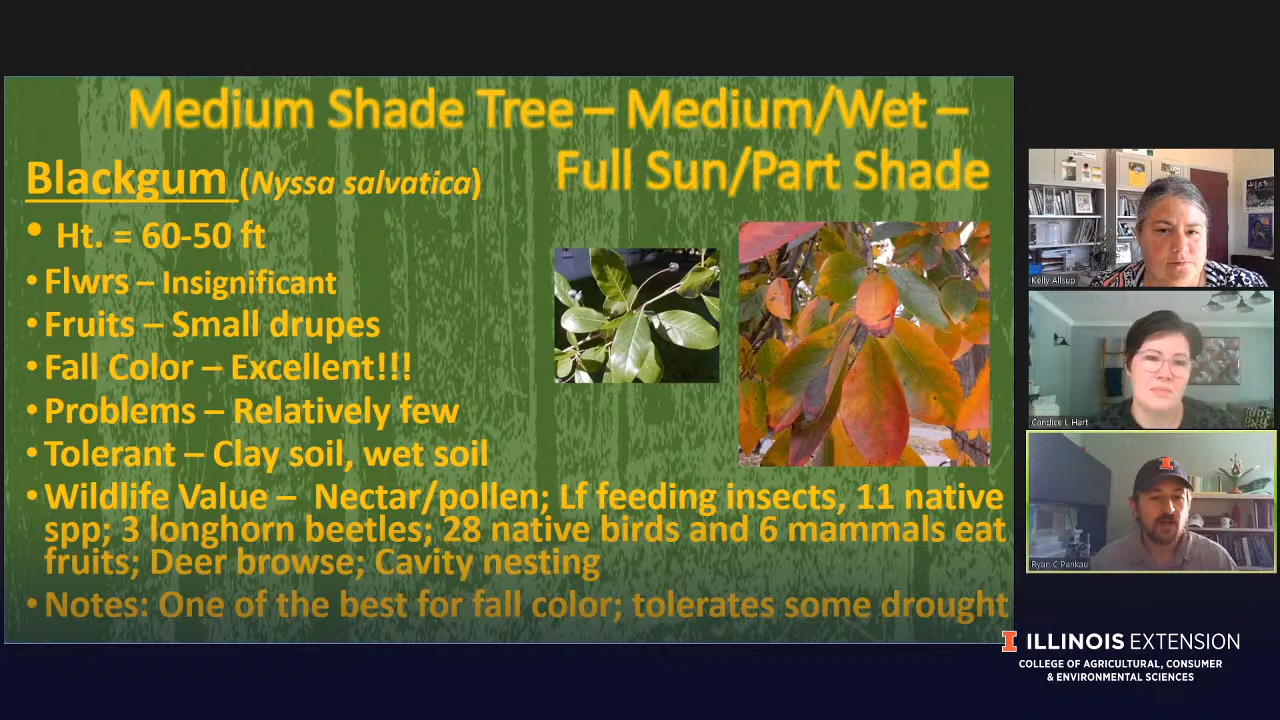 Medium Shade Tree – Medium/Wet –
Full Sun/Part Shade
Blackgum (Nyssa salvatica)
• Ht. = 60-50 ft
• Flwrs – Insignificant
• Fruits – Small drupes
• Fall Color – Excellent!!!
• Problems – Relatively few
• Tolerant – Clay soil, wet soil
• Wildlife Value – Nectar/pollen; Lf feeding insects, 11 native
spp; 3 longhorn beetles; 28 native birds and 6 mammals eat
fruits; Deer browse; Cavity nesting
• Notes: One of the best for fall color; tolerates some drought
Kelly Allsup
Candice L Hart
Ryan C Pankau
I ILLINOIS EXTENSION
COLLEGE OF AGRICULTURAL, CONSUMER
& ENVIRONMENTAL SCIENCES